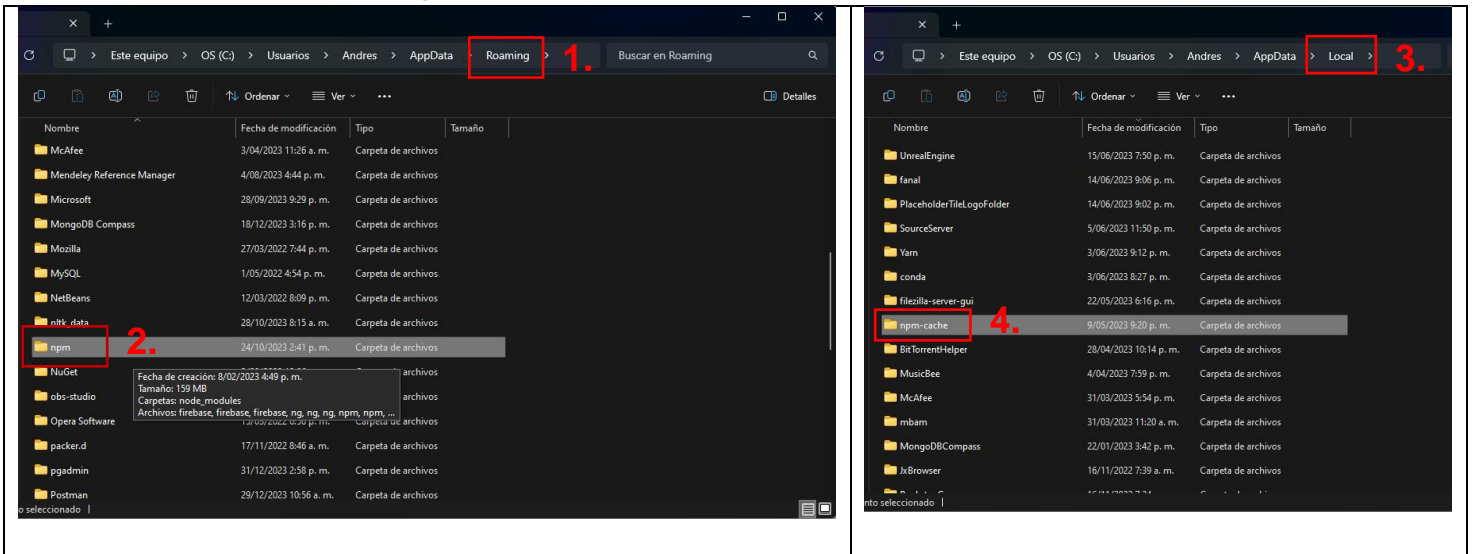 Este equipo > OS (C:) > Usuarios > Andres > AppData > Roaming > 1. Buscar en Roaming
Ordenar Ver ... Detalles
Nombre Fecha de modificación Tipo Tamaño
McAfee 3/04/2023 11:26 a. m. Carpeta de archivos
Mendeley Reference Manager 4/08/2023 4:44 p. m. Carpeta de archivos
Microsoft 28/09/2023 9:29 p. m. Carpeta de archivos
MongoDB Compass 18/12/2023 3:16 p. m. Carpeta de archivos
Mozilla 27/03/2022 7:44 p. m. Carpeta de archivos
MySQL 1/05/2022 4:54 p. m. Carpeta de archivos
NetBeans 12/03/2022 8:09 p. m. Carpeta de archivos
nltk_data 28/10/2023 8:15 a. m. Carpeta de archivos
npm 2. 24/10/2023 2:41 p. m. Carpeta de archivos
NuGet archivos
Fecha de creación: 8/02/2023 4:49 p. m.
Tamaño: 159 MB
Carpetas: node_modules
Archivos: firebase, firebase, firebase, ng, ng, ng, npm, npm, ...
obs-studio archivos
Opera Software Carpeta de archivos
packer.d 17/11/2022 8:46 a. m. Carpeta de archivos
pgadmin 31/12/2023 2:58 p. m. Carpeta de archivos
Postman 29/12/2023 10:56 a. m. Carpeta de archivos
o seleccionado
Este equipo > OS (C:) > Usuarios > Andres > AppData > Local > 3.
Ordenar Ver ...
Nombre Fecha de modificación Tipo Tamaño
UnrealEngine 15/06/2023 7:50 p. m. Carpeta de archivos
fanal 14/06/2023 9:06 p. m. Carpeta de archivos
PlaceholderTileLogoFolder 14/06/2023 9:02 p. m. Carpeta de archivos
SourceServer 5/06/2023 11:50 p. m. Carpeta de archivos
Yarn 3/06/2023 9:12 p. m. Carpeta de archivos
conda 3/06/2023 8:27 p. m. Carpeta de archivos
filezilla-server-gui 22/05/2023 6:16 p. m. Carpeta de archivos
npm-cache 4. 9/05/2023 9:20 p. m. Carpeta de archivos
BitTorrentHelper 28/04/2023 10:14 p. m. Carpeta de archivos
MusicBee 4/04/2023 7:59 p. m. Carpeta de archivos
McAfee 31/03/2023 5:54 p. m. Carpeta de archivos
mbam 31/03/2023 11:20 a. m. Carpeta de archivos
MongoDBCompass 22/01/2023 3:42 p. m. Carpeta de archivos
JxBrowser 16/11/2022 7:39 a. m. Carpeta de archivos
nto seleccionado